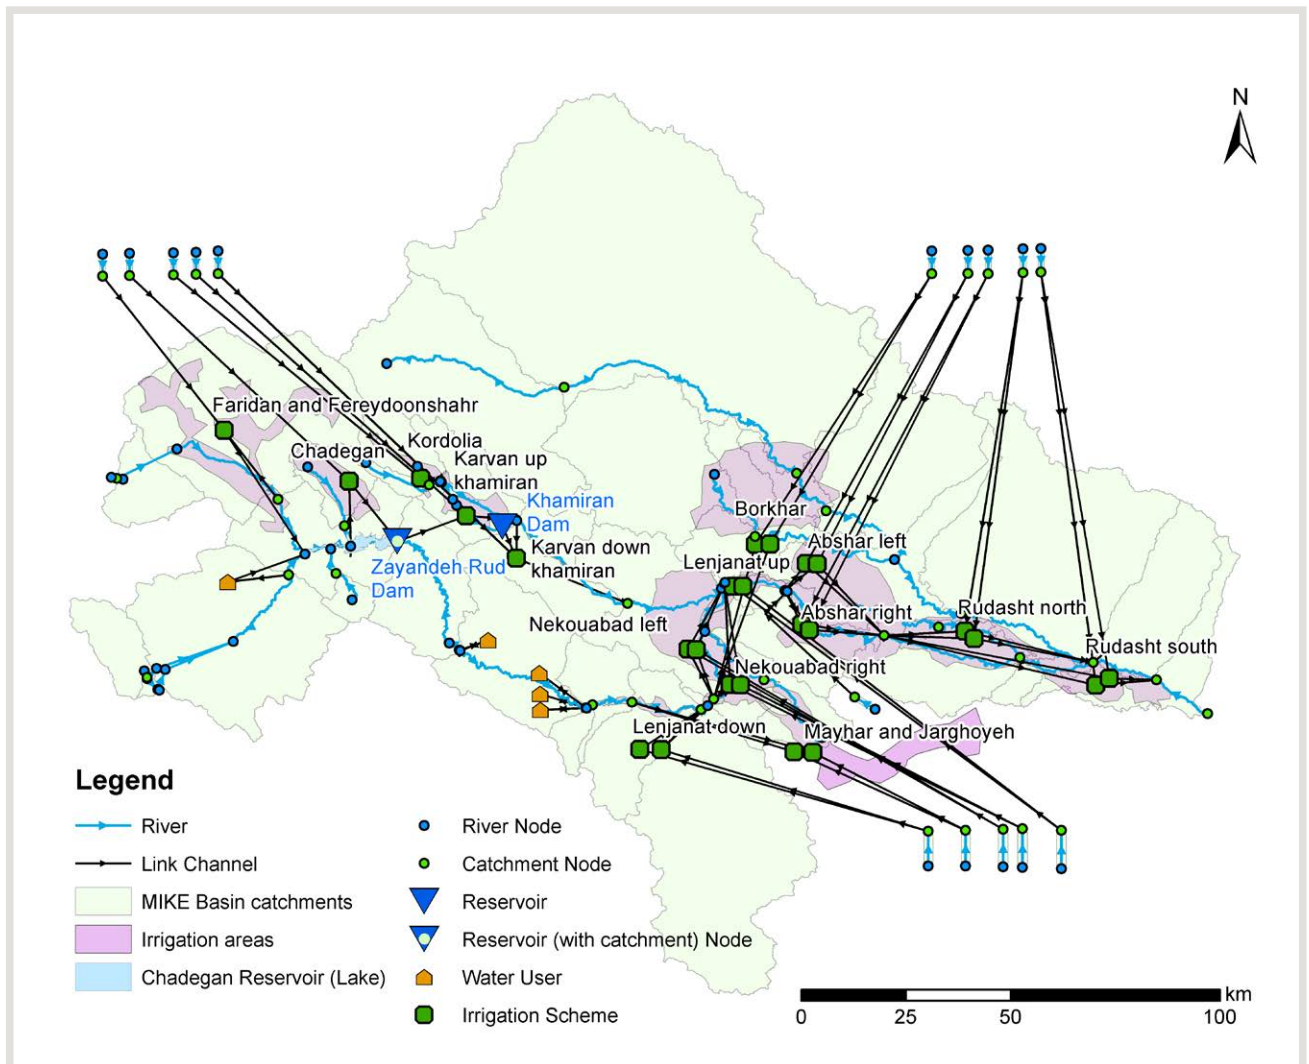 N
Faridan and Fereydoonshahr
Chadegan
Kordolia
Karvan up
khamiran
Khamiran
Dam
Karvan down
khamiran
Zayandeh Rud
Dam
Borkhar
Abshar left
Lenjanat up
Nekouabad left
Abshar right
Rudasht north
Rudasht south
Nekouabad right
Lenjanat down
Mayhar and Jarghoyeh
Legend
River
Link Channel
MIKE Basin catchments
Irrigation areas
Chadegan Reservoir (Lake)
River Node
Catchment Node
Reservoir
Reservoir (with catchment) Node
Water User
Irrigation Scheme
km
0 25 50 100